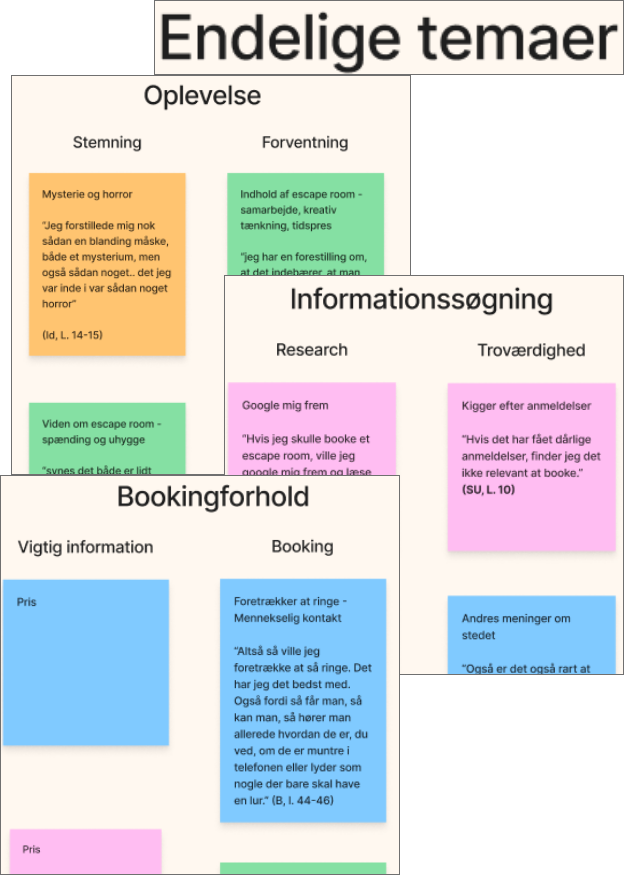 Endelige temaer
Oplevelse
Stemning
Mysterie og horror
"Jeg forstillede mig nok
sådan en blanding måske,
både et mysterium, men
også sådan noget.. det jeg
var inde i var sådan noget
horror"
(Id, L. 14-15)
Viden om escape room -
spænding og uhygge
"synes det både er lidt
Forventning
Indhold af escape room -
samarbejde, kreativ
tænkning, tidspres
"jeg har en forestilling om,
at det indebærer, at man
Informationssøgning
Research
Google mig frem
"Hvis jeg skulle booke et
escape room, ville jeg
google mig frem og læse
Troværdighed
Kigger efter anmeldelser
"Hvis det har fået dårlige
anmeldelser, finder jeg det
ikke relevant at booke."
(SU, L. 10)
Andres meninger om
stedet
"Også er det også rart at
Bookingforhold
Vigtig information
Pris
Pris
Booking
Foretrækker at ringe -
Mennekselig kontakt
"Altså så ville jeg
foretrække at så ringe. Det
har jeg det bedst med.
Også fordi så får man, så
kan man, så hører man
allerede hvordan de er, du
ved, om de er muntre i
telefonen eller lyder som
nogle der bare skal have
en lur." (B, l. 44-46)